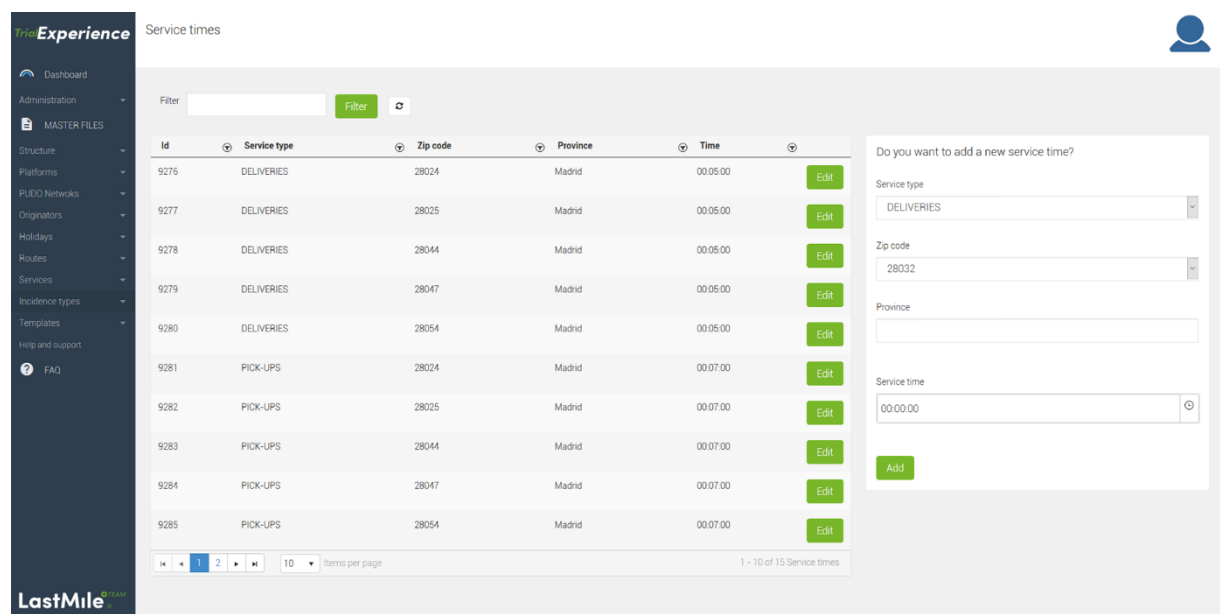 TrialExperience
Service times
Dashboard
Administration
MASTER FILES
Structure
Platforms
PUDO Netwoks
Originators
Holidays
Routes
Services
Incidence types
Templates
Help and support
? FAQ
LastMile TEAM
Filter Filter
Id Service type Zip code Province Time
9276 DELIVERIES 28024 Madrid 00:05:00 Edit
9277 DELIVERIES 28025 Madrid 00:05:00 Edit
9278 DELIVERIES 28044 Madrid 00:05:00 Edit
9279 DELIVERIES 28047 Madrid 00:05:00 Edit
9280 DELIVERIES 28054 Madrid 00:05:00 Edit
9281 PICK-UPS 28024 Madrid 00:07:00 Edit
9282 PICK-UPS 28025 Madrid 00:07:00 Edit
9283 PICK-UPS 28044 Madrid 00:07:00 Edit
9284 PICK-UPS 28047 Madrid 00:07:00 Edit
9285 PICK-UPS 28054 Madrid 00:07:00 Edit
1 2 10 Items per page 1 - 10 of 15 Service times
Do you want to add a new service time?
Service type
DELIVERIES
Zip code
28032
Province
Service time
00:00:00
Add